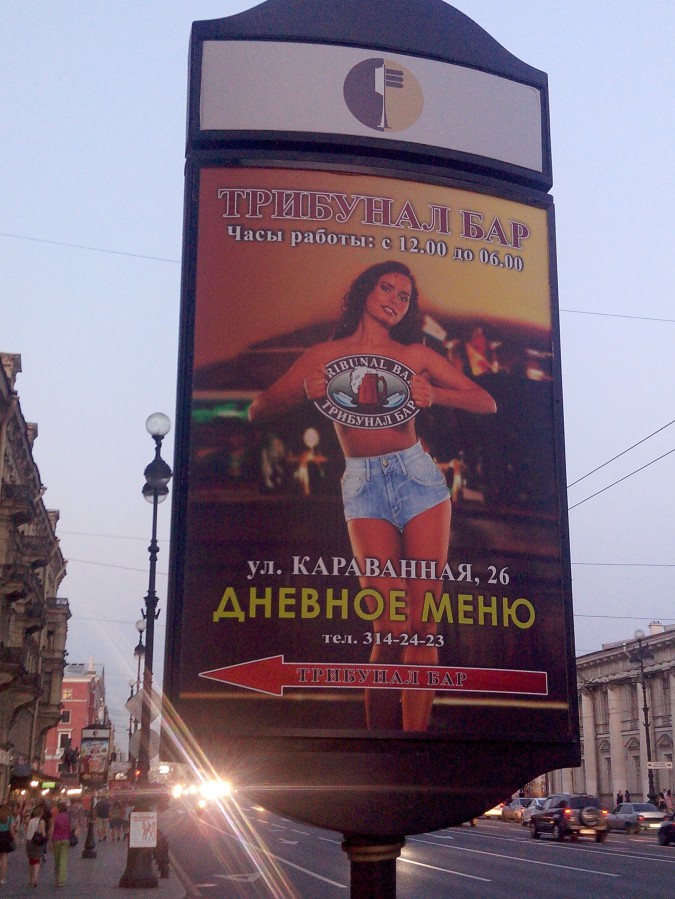 ТРИБУНАЛ БАР
Часы работы: с 12.00 до 06.00
TRIBUNAL BAR
ТРИБУНАЛ БАР
ул. КАРАВАННАЯ, 26
ДНЕВНОЕ МЕНЮ
тел. 314-24-23
ТРИБУНАЛ БАР